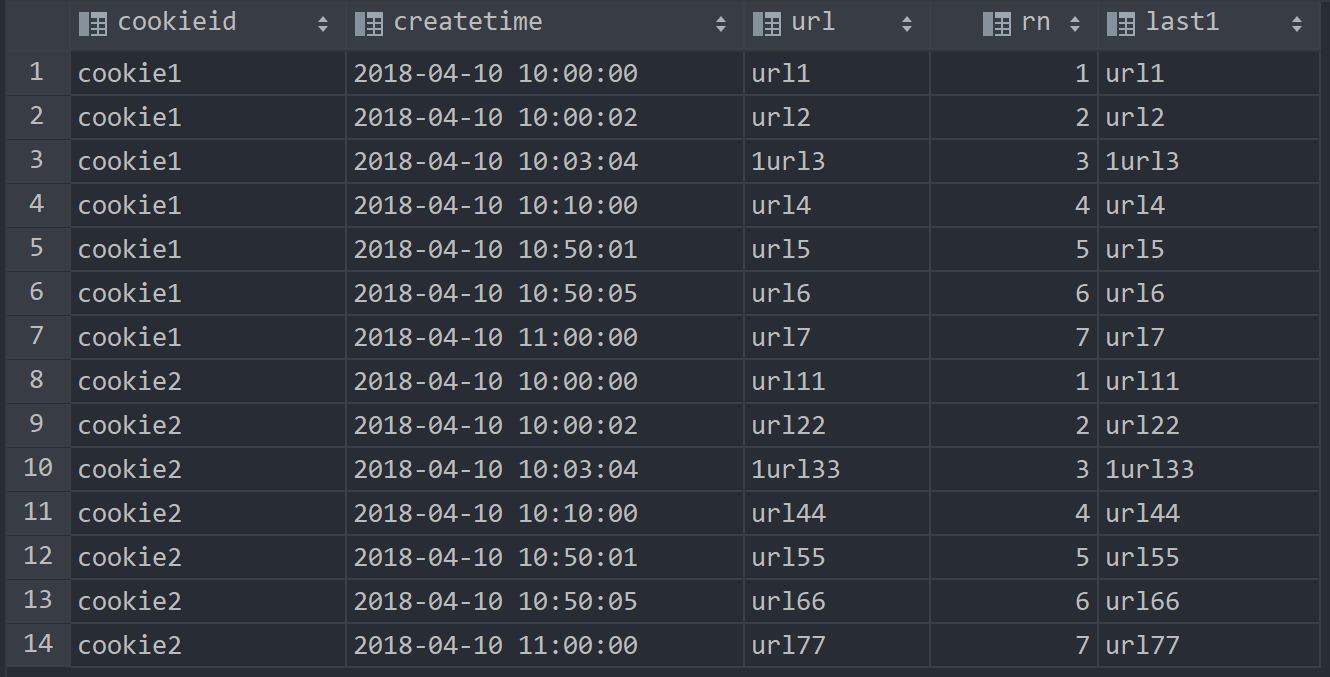 cookieid createtime url rn last1
1 cookie1 2018-04-10 10:00:00 url1 1 url1
2 cookie1 2018-04-10 10:00:02 url2 2 url2
3 cookie1 2018-04-10 10:03:04 1url3 3 1url3
4 cookie1 2018-04-10 10:10:00 url4 4 url4
5 cookie1 2018-04-10 10:50:01 url5 5 url5
6 cookie1 2018-04-10 10:50:05 url6 6 url6
7 cookie1 2018-04-10 11:00:00 url7 7 url7
8 cookie2 2018-04-10 10:00:00 url11 1 url11
9 cookie2 2018-04-10 10:00:02 url22 2 url22
10 cookie2 2018-04-10 10:03:04 1url33 3 1url33
11 cookie2 2018-04-10 10:10:00 url44 4 url44
12 cookie2 2018-04-10 10:50:01 url55 5 url55
13 cookie2 2018-04-10 10:50:05 url66 6 url66
14 cookie2 2018-04-10 11:00:00 url77 7 url77